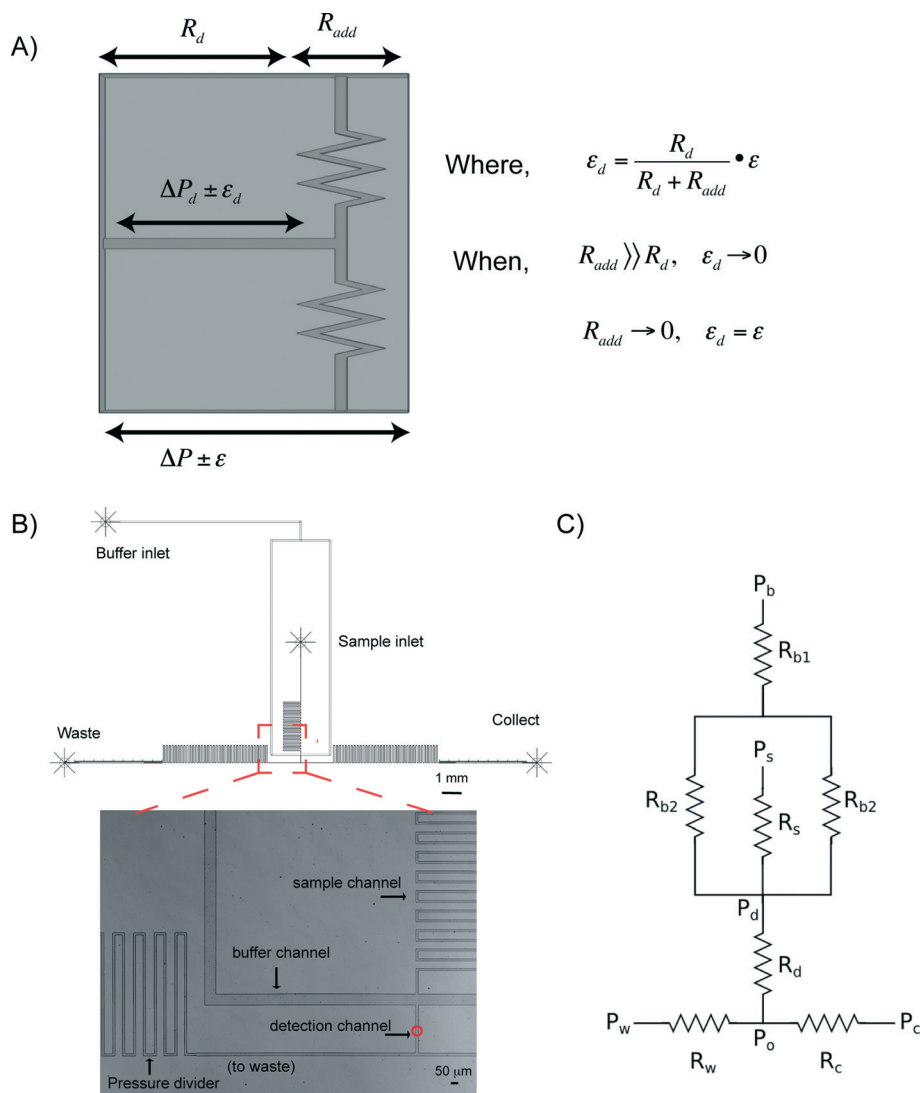 A)
R_d R_add
ΔP_d ± ε_d
ΔP ± ε
Where, ε_d = R_d / (R_d + R_add) • ε
When, R_add ⟩⟩ R_d, ε_d → 0
R_add → 0, ε_d = ε
B)
Buffer inlet
Sample inlet
Waste
Collect
1 mm
sample channel
buffer channel
detection channel
(to waste)
Pressure divider
50 μm
C)
P_b
R_b1
P_s
R_b2 R_s R_b2
P_d
R_d
P_w P_o P_c
R_w R_c